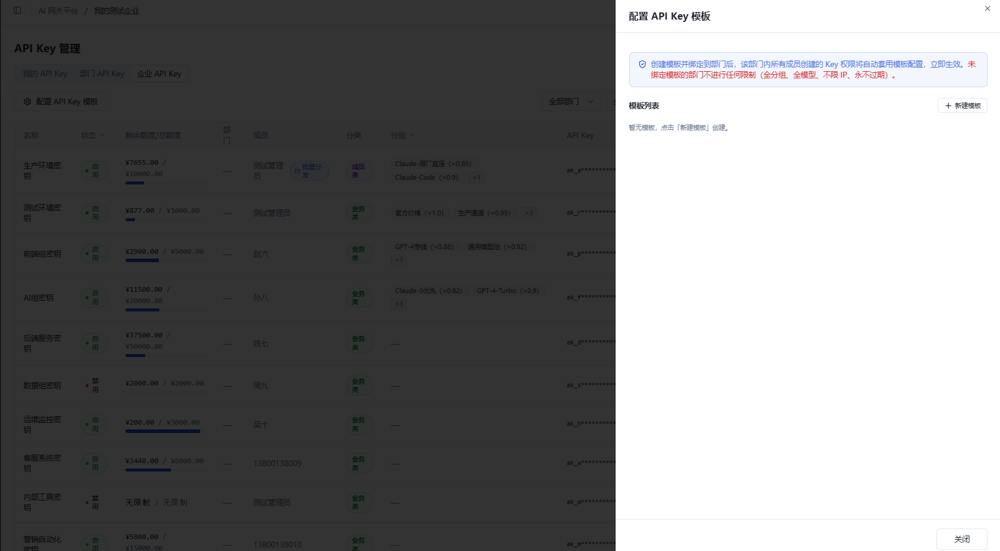 AI 网关平台 / 我的测试企业
API Key 管理
我的 API Key 部门 API Key 企业 API Key
配置 API Key 模板 全部部门
名称 状态 剩余额度/总额度 部门 成员 分类 分组 API Key
生产环境密钥 启用 ¥7655.00 / ¥10000.00 — 测试管理员 批量分发 成员类 Claude-原厂直连 (×0.85) Claude-Code (×0.9) +1 ak_a**********
测试环境密钥 启用 ¥877.00 / ¥1000.00 — 测试管理员 业务类 官方价格 (×1.0) 生产通道 (×0.95) +3 ak_r**********
前端组密钥 启用 ¥2900.00 / ¥5000.00 — 赵六 业务类 GPT-4专线 (×0.88) 通用模型池 (×0.92) +1 ak_p**********
AI组密钥 启用 ¥11500.00 / ¥20000.00 — 孙八 业务类 Claude-3优先 (×0.82) GPT-4-Turbo (×0.9) +3 ak_f**********
后端服务密钥 启用 ¥37500.00 / ¥50000.00 — 钱七 业务类 — ak_d**********
数据组密钥 禁用 ¥2000.00 / ¥2000.00 — 周九 业务类 — ak_s**********
运维监控密钥 启用 ¥200.00 / ¥3000.00 — 吴十 业务类 — ak_h**********
客服系统密钥 启用 ¥3440.00 / ¥8000.00 — 13800138009 业务类 — ak_w**********
内部工具密钥 禁用 无限制 / 无限制 — 测试管理员 业务类 — ak_m**********
营销自动化密钥 启用 ¥5800.00 / ¥15000.00 — 13800138010 业务类 — ak_m**********
配置 API Key 模板
创建模板并绑定到部门后，该部门内所有成员创建的 Key 权限将自动套用模板配置，立即生效。未
绑定模板的部门不进行任何限制（全分组、全模型、不限 IP、永不过期）。
模板列表 新建模板
暂无模板，点击「新建模板」创建。
关闭